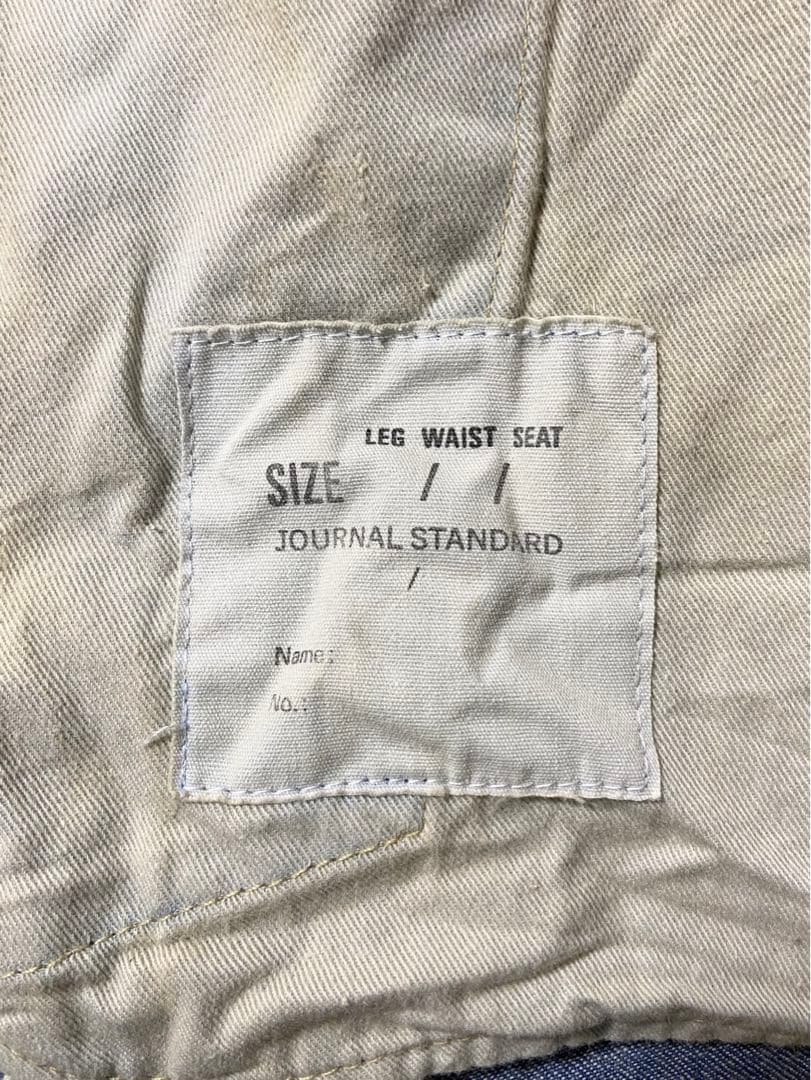 LEG WAIST SEAT
SIZE / /
JOURNAL STANDARD
/
Name:
No.: